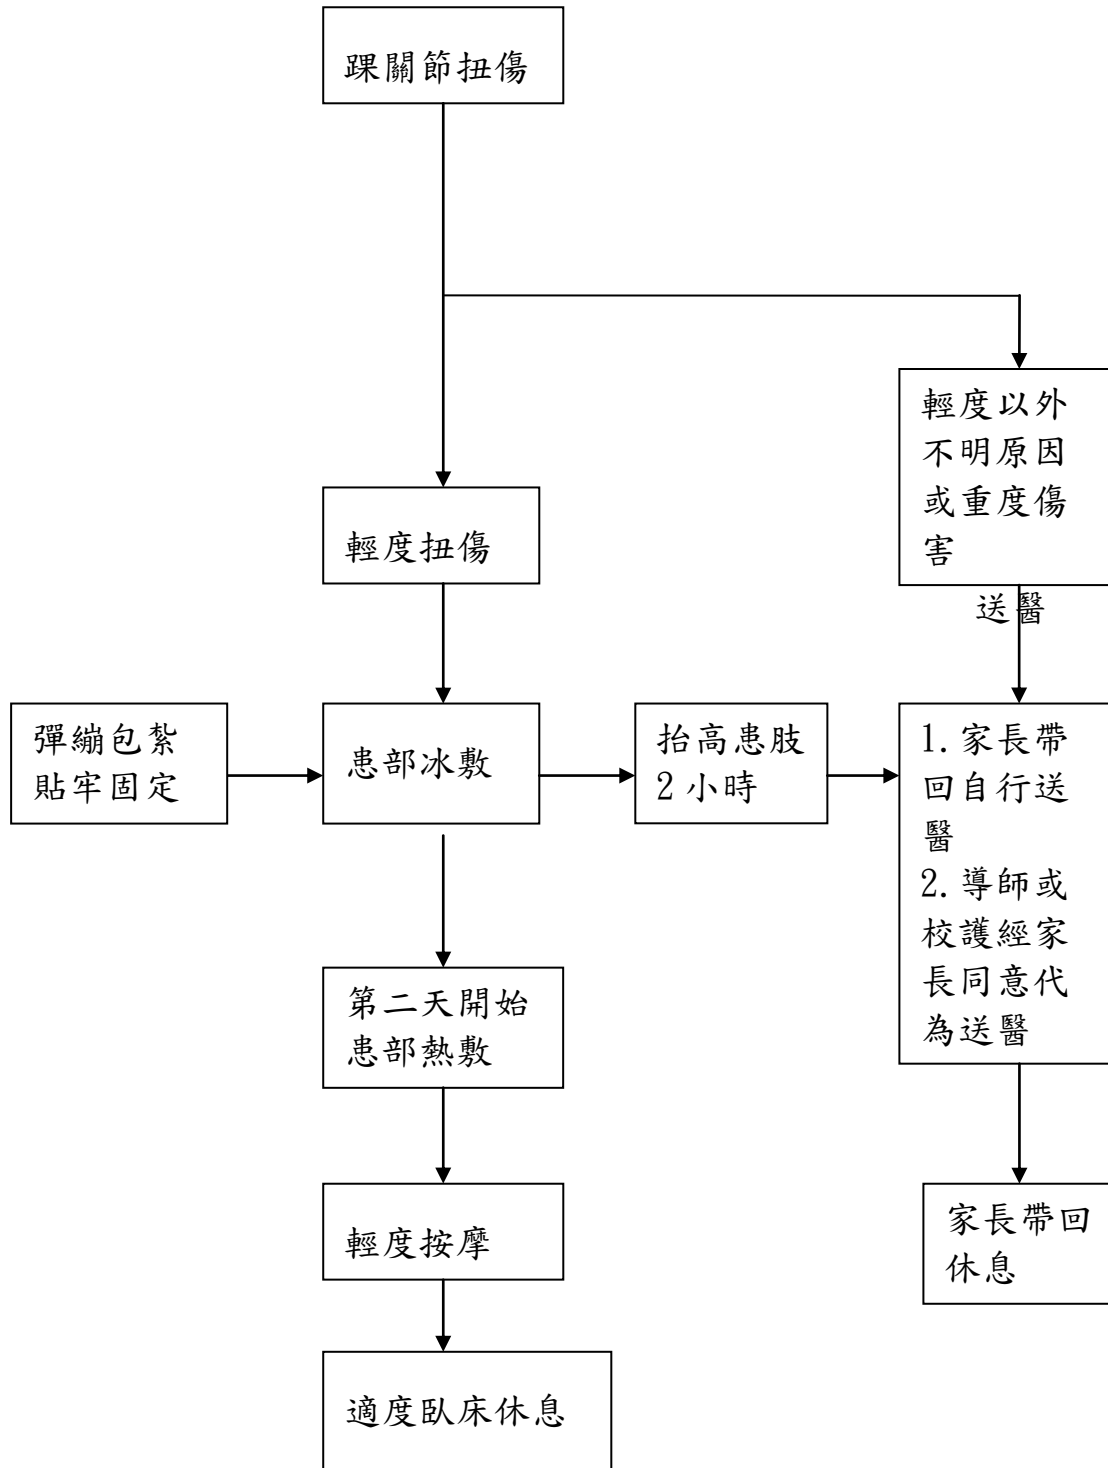 踝關節扭傷
輕度以外
不明原因
或重度傷
害
輕度扭傷
送醫
彈繃包紮
貼牢固定
患部冰敷
抬高患肢
2 小時
1. 家長帶
回自行送
醫
2. 導師或
校護經家
長同意代
為送醫
第二天開始
患部熱敷
輕度按摩
家長帶回
休息
適度臥床休息